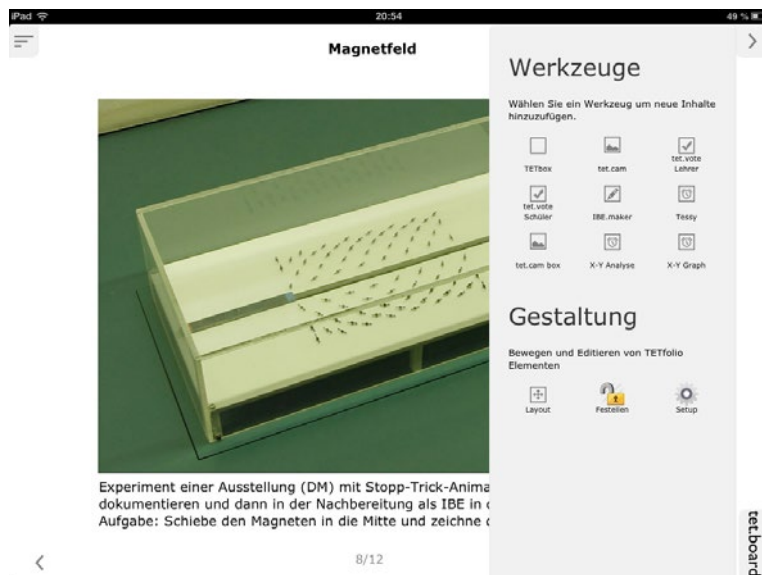 iPad
20:54
49 %
Magnetfeld
Experiment einer Ausstellung (DM) mit Stopp-Trick-Anima
dokumentieren und dann in der Nachbereitung als IBE in
Aufgabe: Schiebe den Magneten in die Mitte und zeichne
8/12
Werkzeuge
Wählen Sie ein Werkzeug um neue Inhalte
hinzuzufügen.
TETbox
tet.cam
tet.vote
Lehrer
tet.vote
Schüler
IBE.maker
Tessy
tet.cam box
X-Y Analyse
X-Y Graph
Gestaltung
Bewegen und Editieren von TETfolio
Elementen
Layout
Festellen
Setup
tet.board